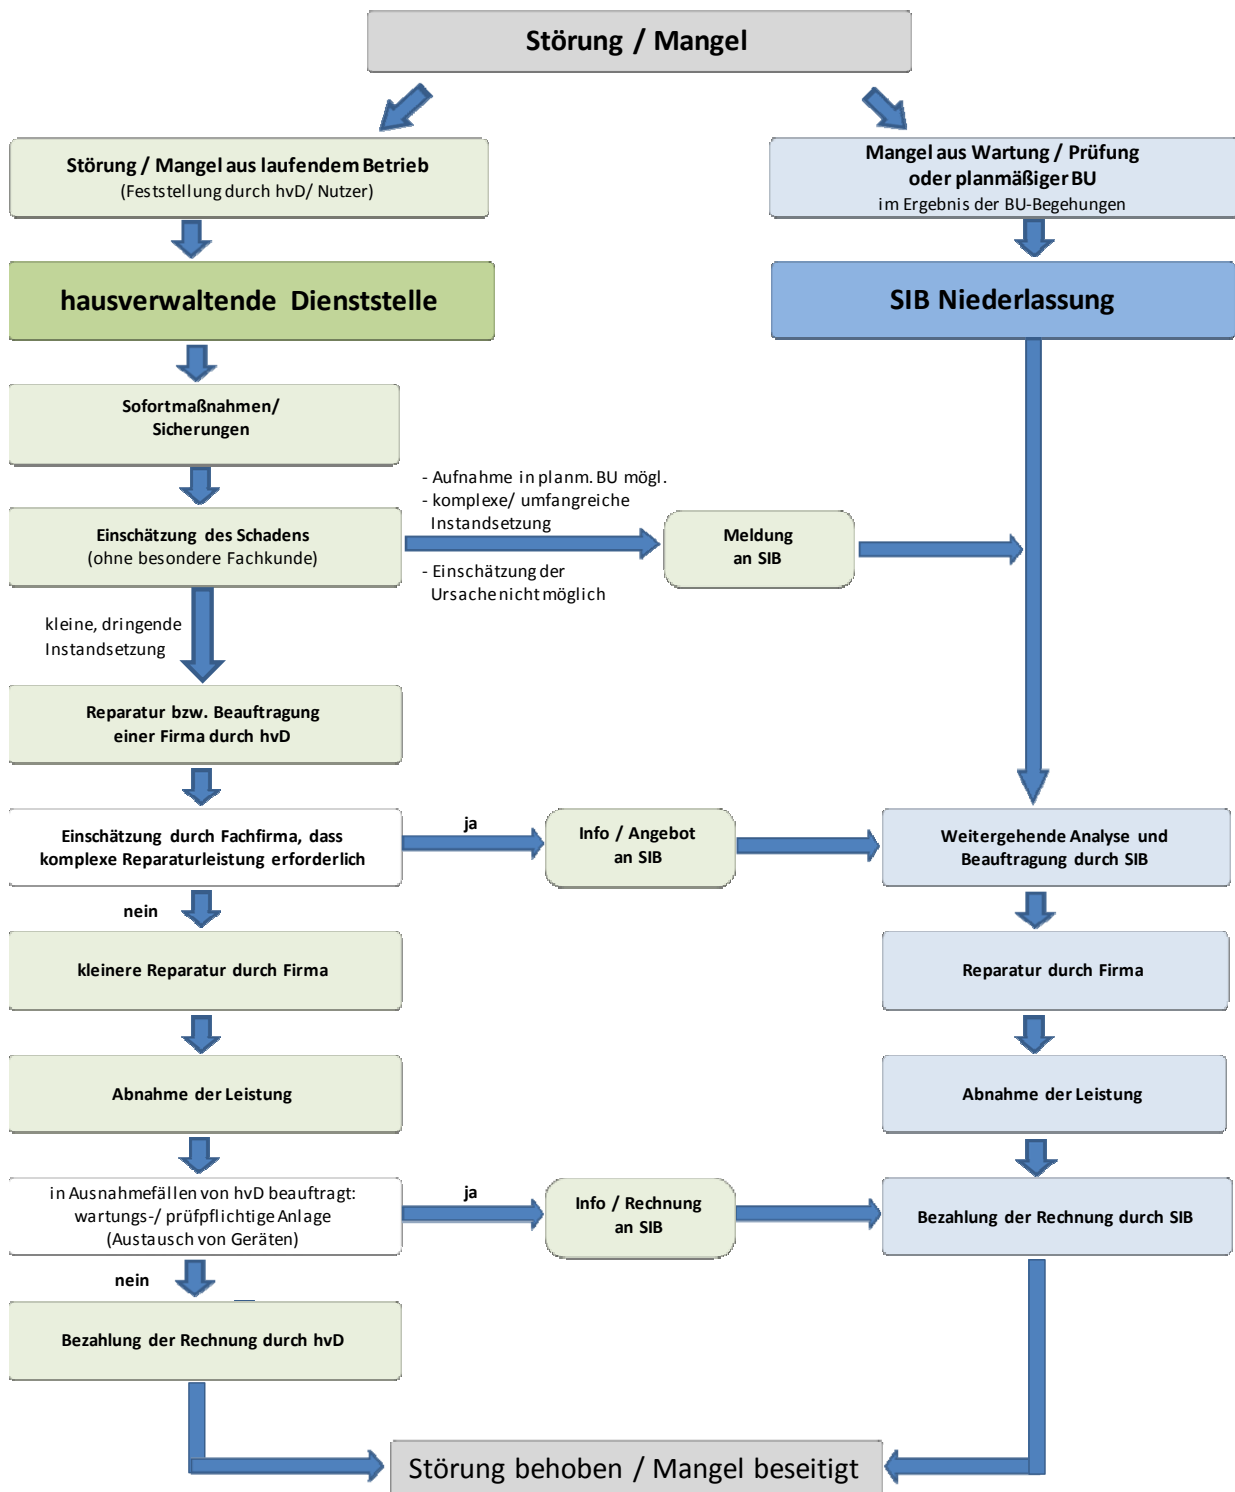 Störung / Mangel
Störung / Mangel aus laufendem Betrieb
(Feststellung durch hvD/ Nutzer)
Mangel aus Wartung / Prüfung
oder planmäßiger BU
im Ergebnis der BU-Begehungen
hausverwaltende Dienststelle
SIB Niederlassung
Sofortmaßnahmen/
Sicherungen
Einschätzung des Schadens
(ohne besondere Fachkunde)
- Aufnahme in planm. BU mögl.
- komplexe/ umfangreiche
Instandsetzung
- Einschätzung der
Ursache nicht möglich
Meldung
an SIB
kleine, dringende
Instandsetzung
Reparatur bzw. Beauftragung
einer Firma durch hvD
Einschätzung durch Fachfirma, dass
komplexe Reparaturleistung erforderlich
ja
Info / Angebot
an SIB
Weitergehende Analyse und
Beauftragung durch SIB
nein
kleinere Reparatur durch Firma
Reparatur durch Firma
Abnahme der Leistung
Abnahme der Leistung
in Ausnahmefällen von hvD beauftragt:
wartungs-/ prüfpflichtige Anlage
(Austausch von Geräten)
ja
Info / Rechnung
an SIB
Bezahlung der Rechnung durch SIB
nein
Bezahlung der Rechnung durch hvD
Störung behoben / Mangel beseitigt